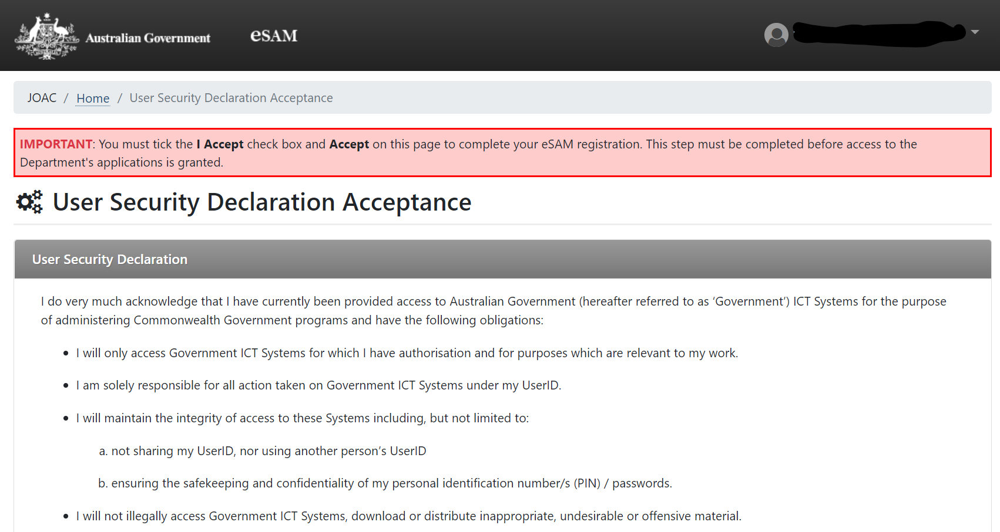 Australian Government
eSAM
JOAC / Home / User Security Declaration Acceptance
IMPORTANT: You must tick the I Accept check box and Accept on this page to complete your eSAM registration. This step must be completed before access to the
Department's applications is granted.
User Security Declaration Acceptance
User Security Declaration
I do very much acknowledge that I have currently been provided access to Australian Government (hereafter referred to as ‘Government’) ICT Systems for the purpose
of administering Commonwealth Government programs and have the following obligations:
• I will only access Government ICT Systems for which I have authorisation and for purposes which are relevant to my work.
• I am solely responsible for all action taken on Government ICT Systems under my UserID.
• I will maintain the integrity of access to these Systems including, but not limited to:
a. not sharing my UserID, nor using another person’s UserID
b. ensuring the safekeeping and confidentiality of my personal identification number/s (PIN) / passwords.
• I will not illegally access Government ICT Systems, download or distribute inappropriate, undesirable or offensive material.